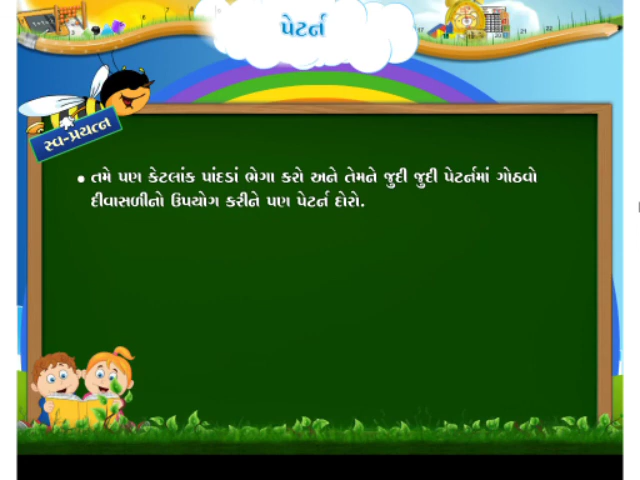 પેટર્ન
સ્વ-પ્રયત્ન
• તમે પણ કેટલાંક પાંદડાં ભેગા કરો અને તેમને જુદી જુદી પેટર્નમાં ગોઠવો
દીવાસળીનો ઉપયોગ કરીને પણ પેટર્ન દોરો.